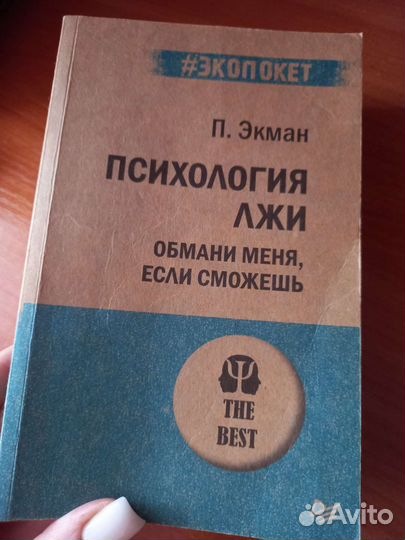 #ЭКОПОКЕТ
П. Экман
ПСИХОЛОГИЯ
ЛЖИ
ОБМАНИ МЕНЯ,
ЕСЛИ СМОЖЕШЬ
Ψ
THE
BEST
Avito